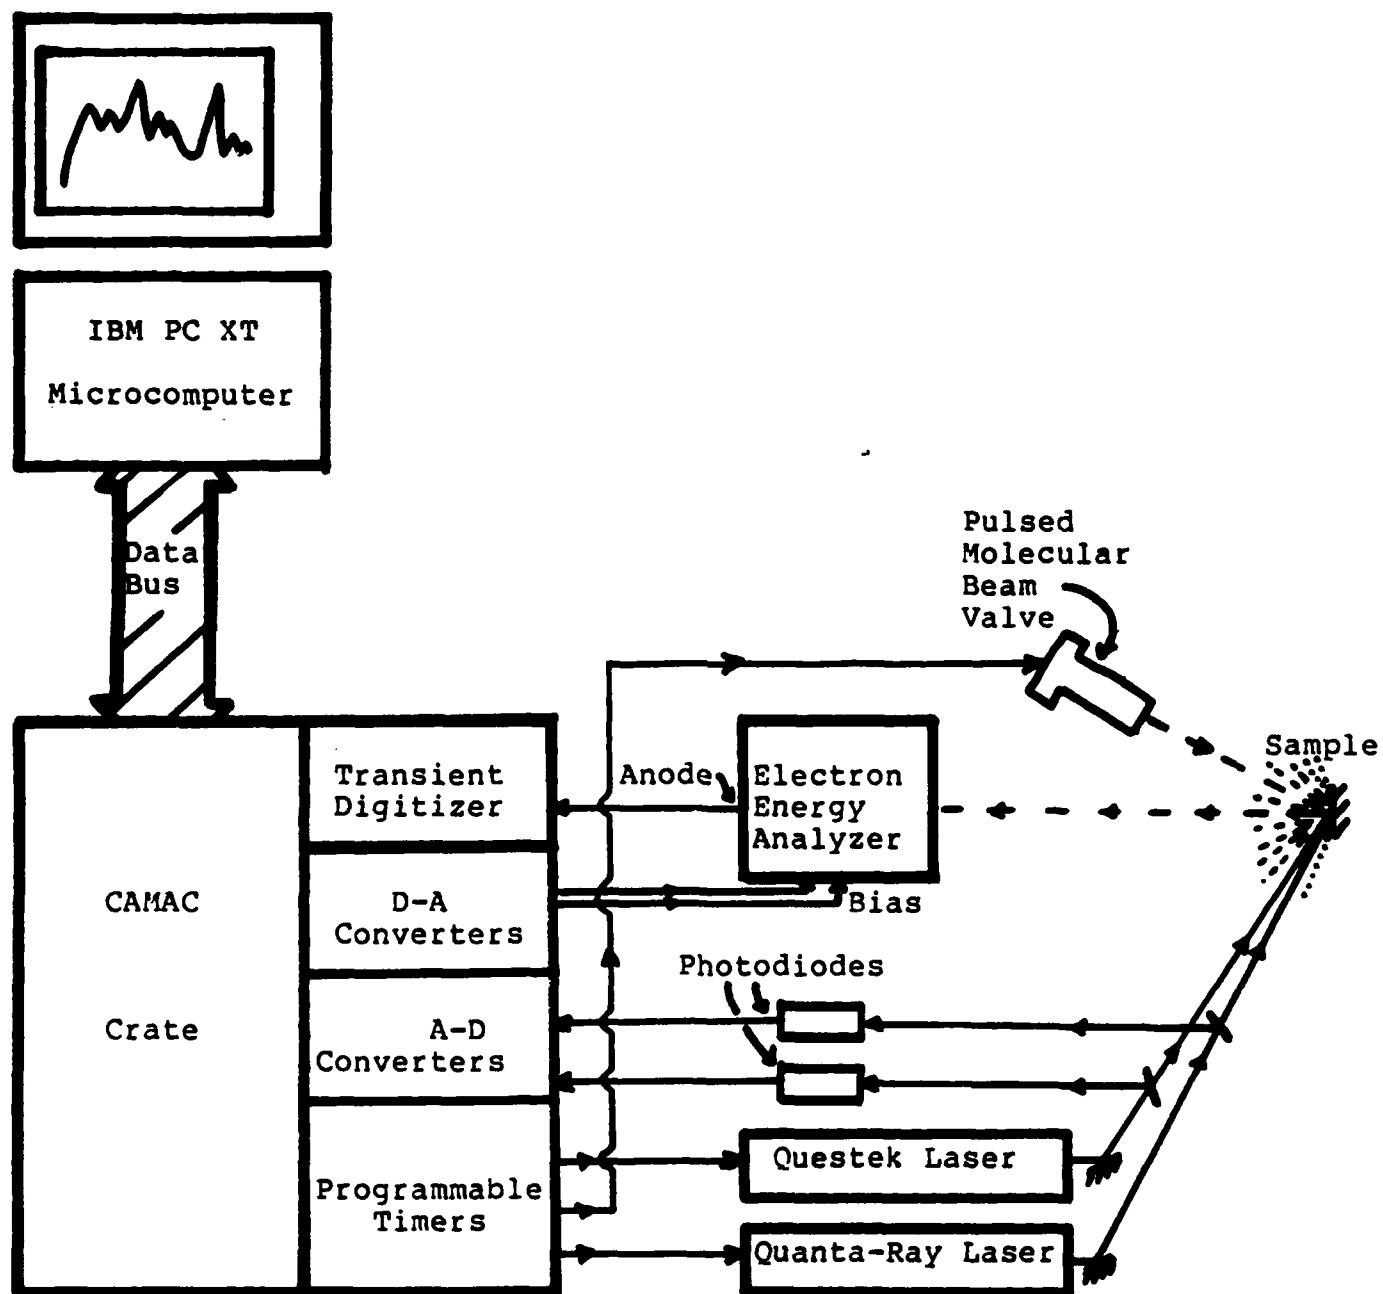 IBM PC XT
Microcomputer
Data
Bus
Pulsed
Molecular
Beam
Valve
Sample
Transient
Digitizer
Anode
Electron
Energy
Analyzer
CAMAC
Crate
D-A
Converters
Bias
Photodiodes
A-D
Converters
Programmable
Timers
Questek Laser
Quanta-Ray Laser